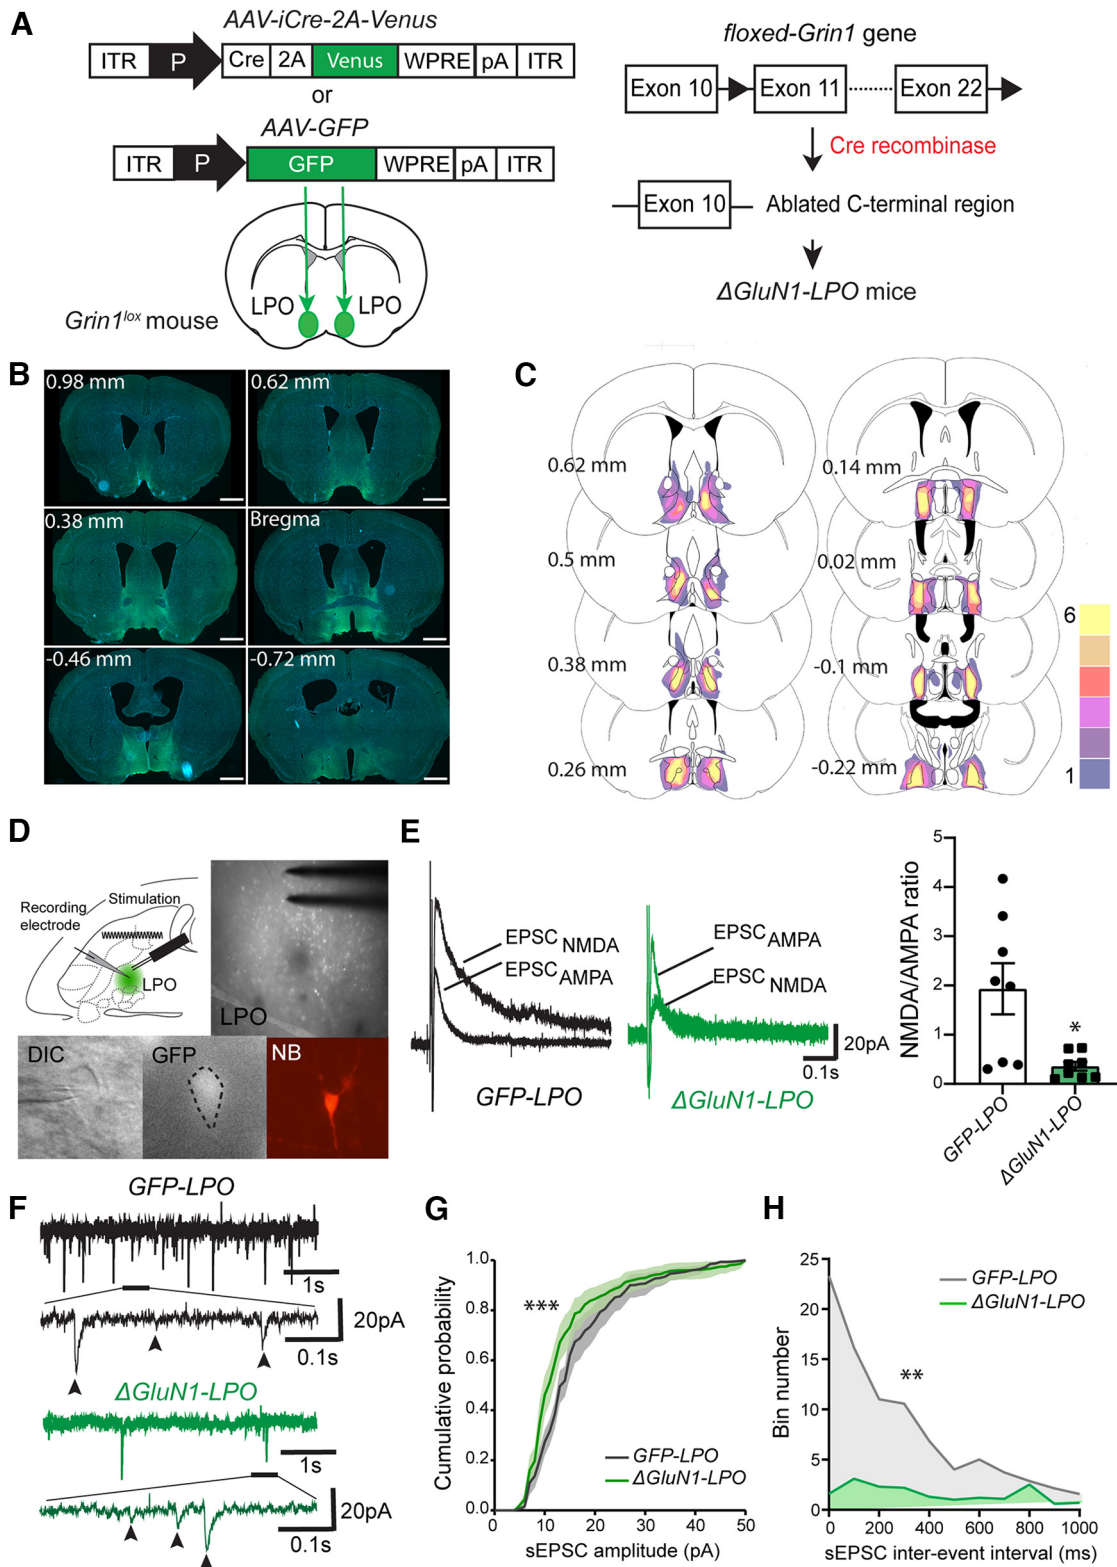 A
AAV-iCre-2A-Venus
ITR P Cre 2A Venus WPRE pA ITR
or
AAV-GFP
ITR P GFP WPRE pA ITR
LPO LPO
Grin1lox mouse
floxed-Grin1 gene
Exon 10 Exon 11 Exon 22
Cre recombinase
Exon 10 Ablated C-terminal region
ΔGluN1-LPO mice
B
0.98 mm 0.62 mm
0.38 mm Bregma
-0.46 mm -0.72 mm
C
0.62 mm 0.14 mm
0.5 mm 0.02 mm
0.38 mm -0.1 mm
0.26 mm -0.22 mm
6
1
D
Recording electrode
Stimulation
LPO
LPO
DIC GFP NB
E
EPSC NMDA
EPSC AMPA
GFP-LPO
EPSC AMPA
EPSC NMDA
ΔGluN1-LPO
20pA
0.1s
NMDA/AMPA ratio
5
4
3
2
1
0
*
GFP-LPO
ΔGluN1-LPO
F
GFP-LPO
1s
20pA
0.1s
ΔGluN1-LPO
1s
20pA
0.1s
G
Cumulative probability
1.0
0.8
0.6
0.4
0.2
0.0
***
GFP-LPO
ΔGluN1-LPO
0 10 20 30 40 50
sEPSC amplitude (pA)
H
Bin number
25
20
15
10
5
0
**
GFP-LPO
ΔGluN1-LPO
0 200 400 600 800 1000
sEPSC inter-event interval (ms)